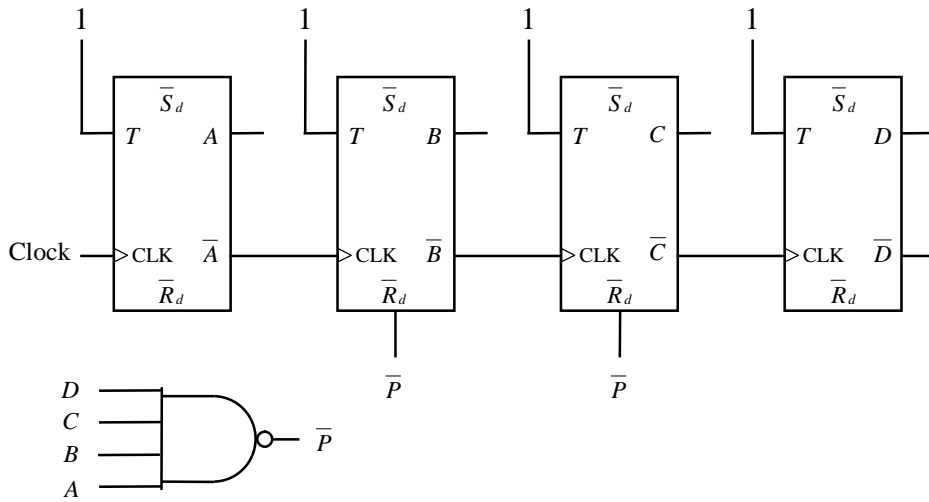 1 1 1 1
S̅d S̅d S̅d S̅d
T A T B T C T D
Clock CLK A̅ CLK B̅ CLK C̅ CLK D̅
R̅d R̅d R̅d R̅d
P̅ P̅
D
C
B
A
P̅